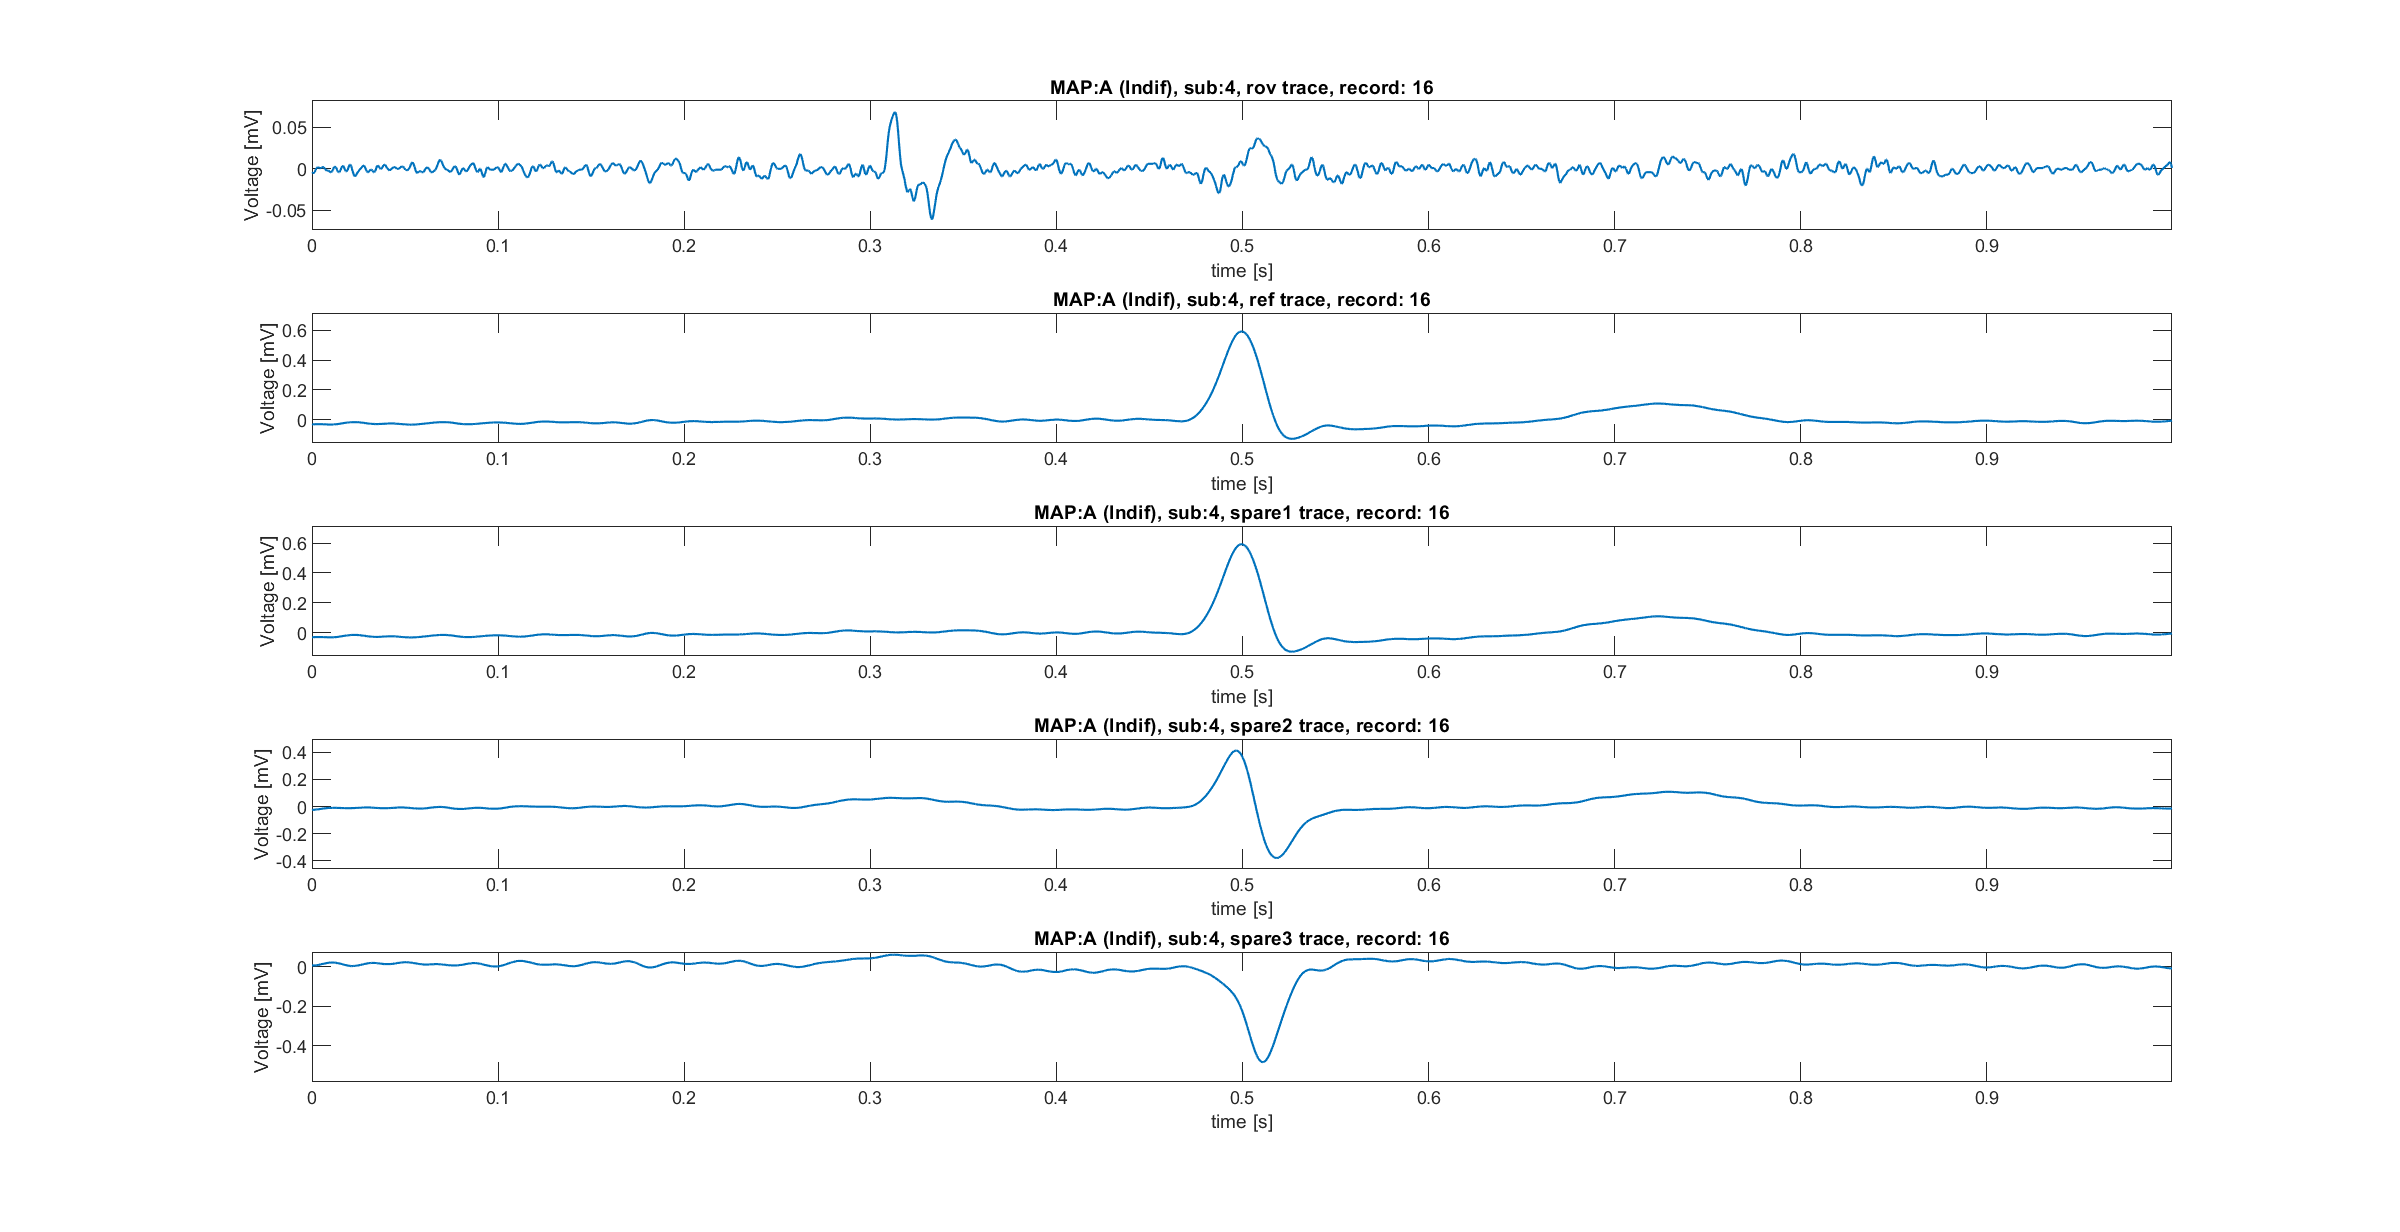 MAP:A (Indif), sub:4, rov trace, record: 16
Voltage [mV]
0.05
0
-0.05
0 0.1 0.2 0.3 0.4 0.5 0.6 0.7 0.8 0.9
time [s]
MAP:A (Indif), sub:4, ref trace, record: 16
Voltage [mV]
0.6
0.4
0.2
0
0 0.1 0.2 0.3 0.4 0.5 0.6 0.7 0.8 0.9
time [s]
MAP:A (Indif), sub:4, spare1 trace, record: 16
Voltage [mV]
0.6
0.4
0.2
0
0 0.1 0.2 0.3 0.4 0.5 0.6 0.7 0.8 0.9
time [s]
MAP:A (Indif), sub:4, spare2 trace, record: 16
Voltage [mV]
0.4
0.2
0
-0.2
-0.4
0 0.1 0.2 0.3 0.4 0.5 0.6 0.7 0.8 0.9
time [s]
MAP:A (Indif), sub:4, spare3 trace, record: 16
Voltage [mV]
0
-0.2
-0.4
0 0.1 0.2 0.3 0.4 0.5 0.6 0.7 0.8 0.9
time [s]